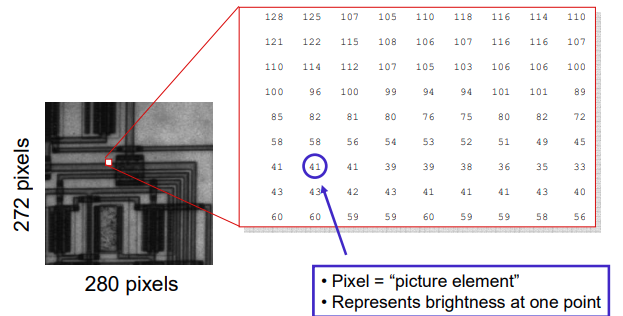 128 125 107 105 110 118 116 114 110
121 122 115 108 106 107 116 116 107
110 114 112 107 105 103 106 106 100
100 96 100 99 94 94 101 101 89
85 82 81 80 76 75 80 82 72
58 58 56 54 53 52 51 49 45
41 41 41 39 39 38 36 35 33
43 43 42 43 41 41 41 43 40
60 60 59 59 60 59 59 58 56
272 pixels
280 pixels
• Pixel = “picture element”
• Represents brightness at one point